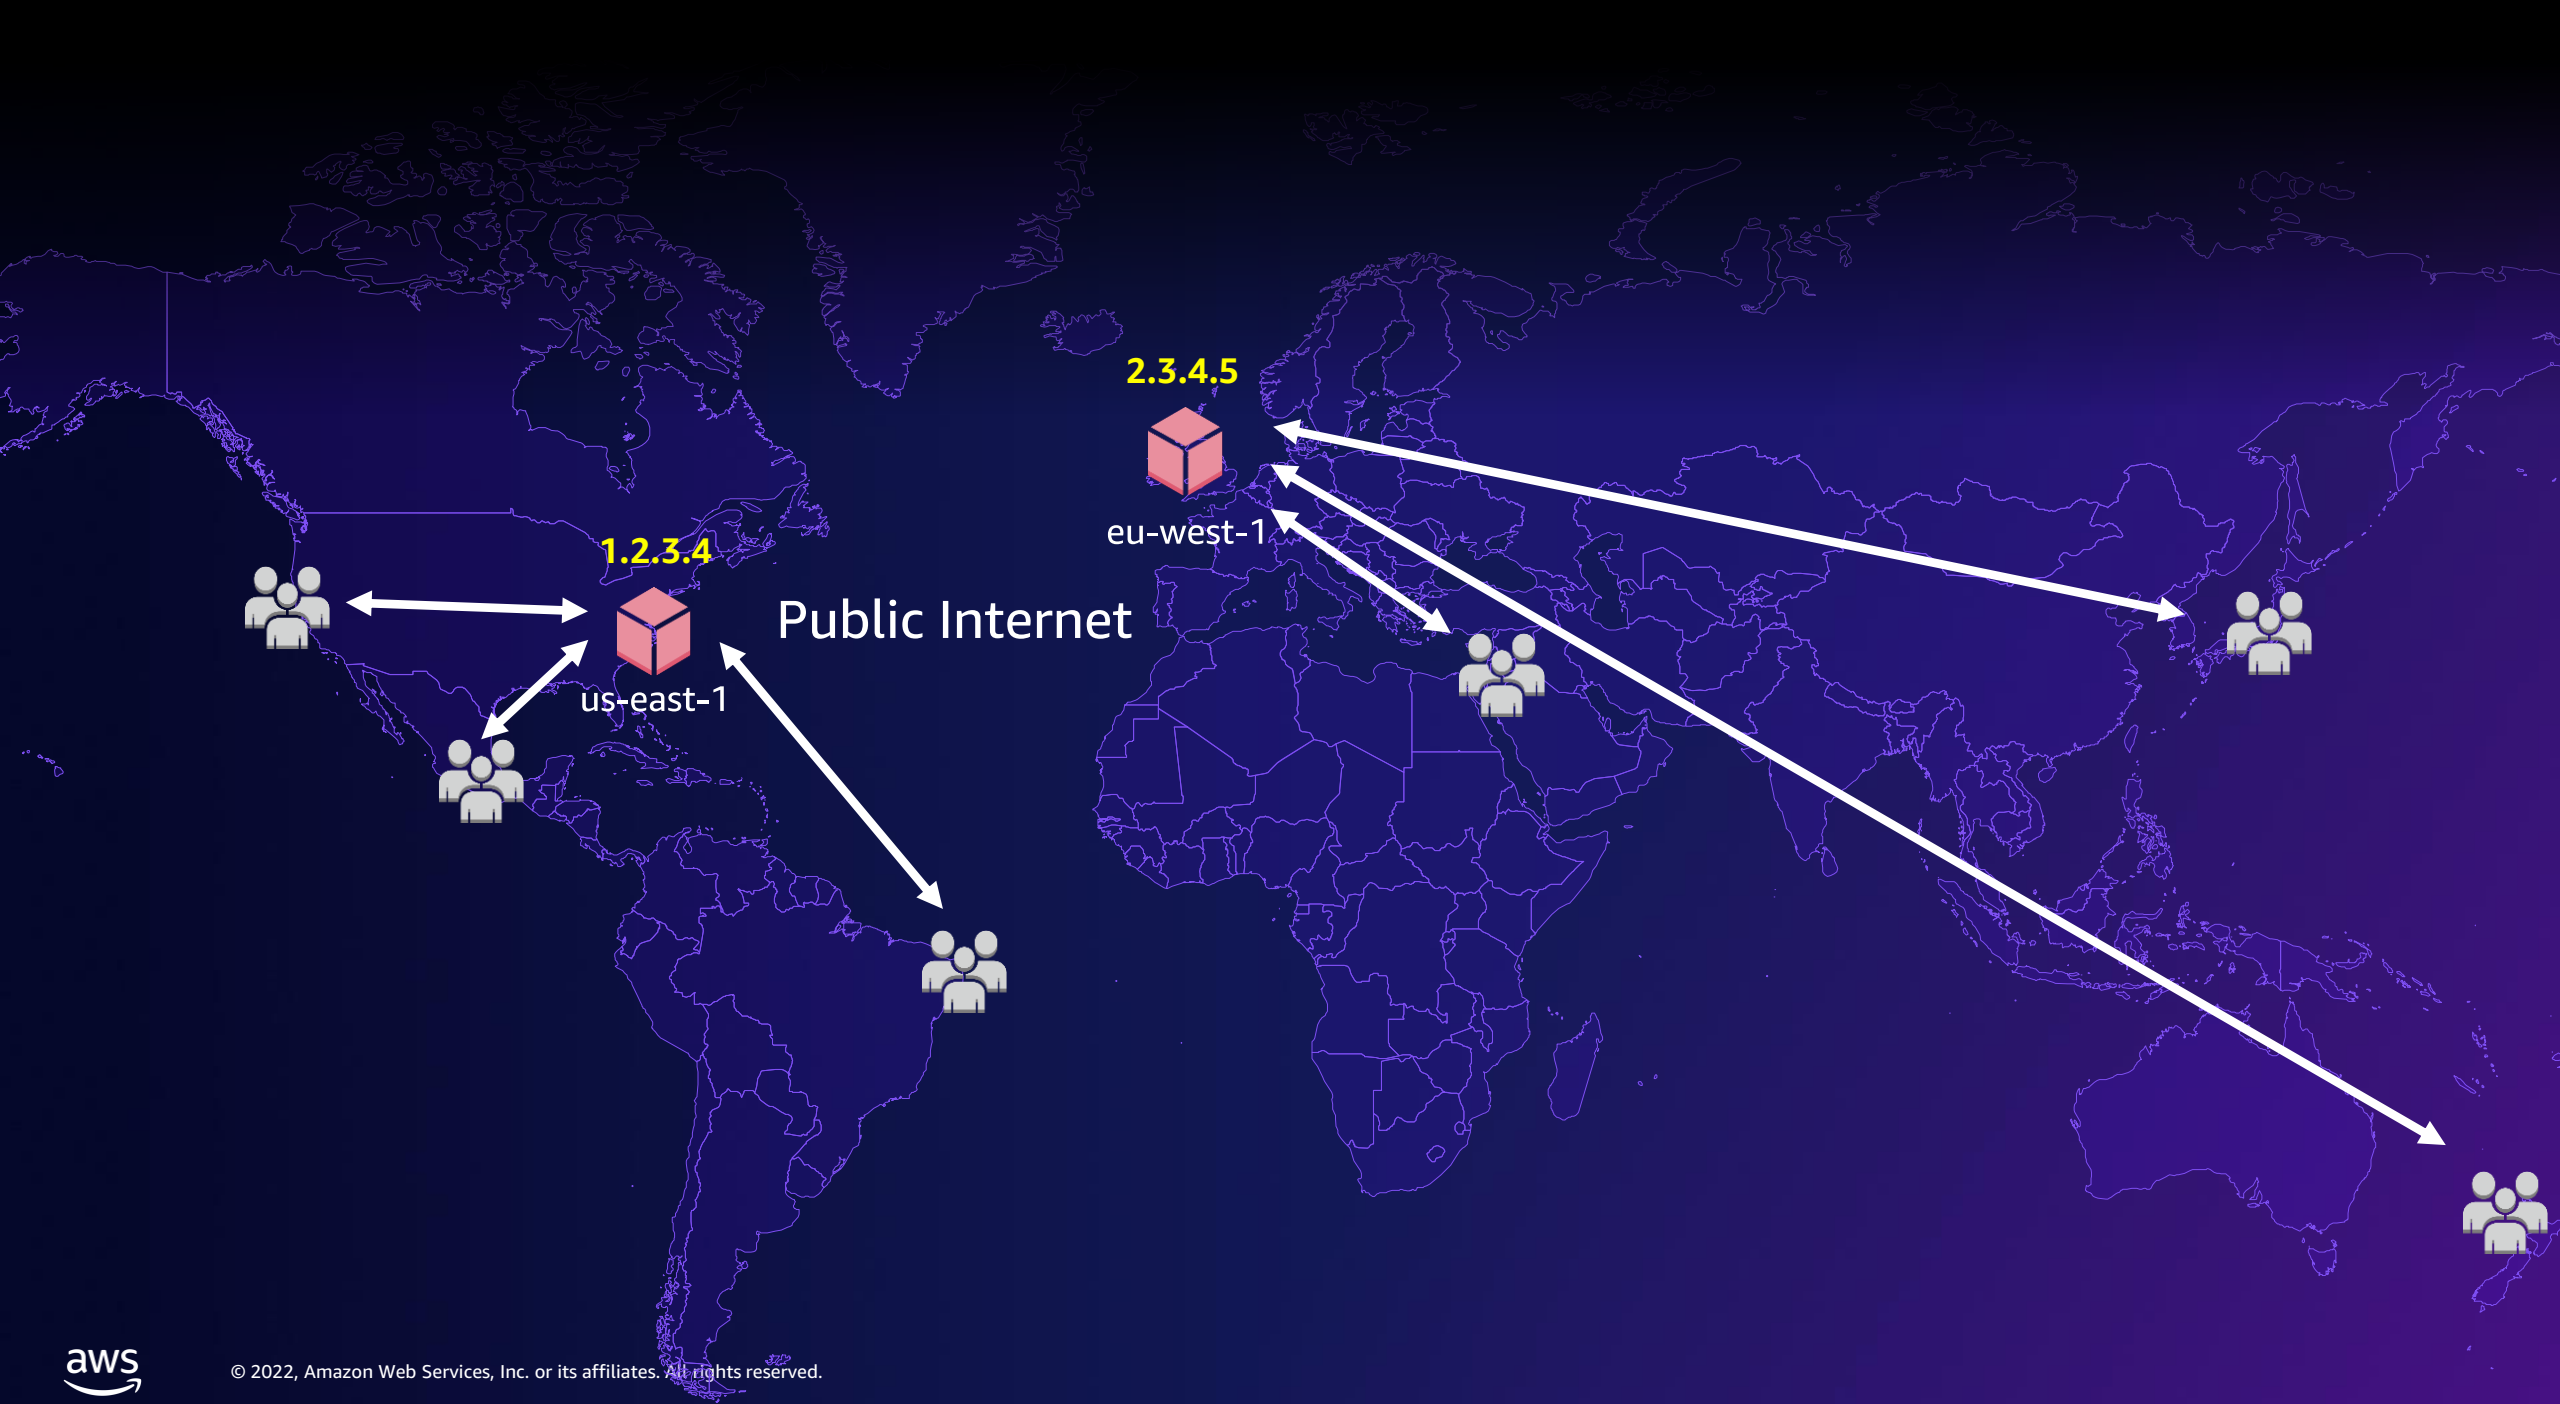 2.3.4.5
eu-west-1
1.2.3.4
Public Internet
us-east-1
aws
© 2022, Amazon Web Services, Inc. or its affiliates. All rights reserved.